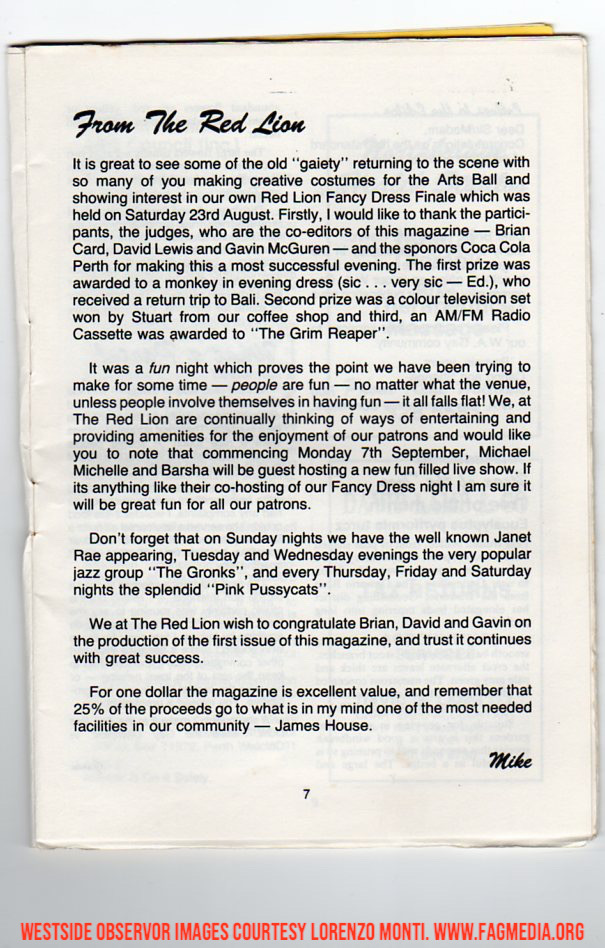 From The Red Lion
It is great to see some of the old "gaiety" returning to the scene with
so many of you making creative costumes for the Arts Ball and
showing interest in our own Red Lion Fancy Dress Finale which was
held on Saturday 23rd August. Firstly, I would like to thank the partici-
pants, the judges, who are the co-editors of this magazine — Brian
Card, David Lewis and Gavin McGuren — and the sponors Coca Cola
Perth for making this a most successful evening. The first prize was
awarded to a monkey in evening dress (sic . . . very sic — Ed.), who
received a return trip to Bali. Second prize was a colour television set
won by Stuart from our coffee shop and third, an AM/FM Radio
Cassette was awarded to "The Grim Reaper".
It was a fun night which proves the point we have been trying to
make for some time — people are fun — no matter what the venue,
unless people involve themselves in having fun — it all falls flat! We, at
The Red Lion are continually thinking of ways of entertaining and
providing amenities for the enjoyment of our patrons and would like
you to note that commencing Monday 7th September, Michael
Michelle and Barsha will be guest hosting a new fun filled live show. If
its anything like their co-hosting of our Fancy Dress night I am sure it
will be great fun for all our patrons.
Don't forget that on Sunday nights we have the well known Janet
Rae appearing, Tuesday and Wednesday evenings the very popular
jazz group "The Gronks", and every Thursday, Friday and Saturday
nights the splendid "Pink Pussycats".
We at The Red Lion wish to congratulate Brian, David and Gavin on
the production of the first issue of this magazine, and trust it continues
with great success.
For one dollar the magazine is excellent value, and remember that
25% of the proceeds go to what is in my mind one of the most needed
facilities in our community — James House.
Mike
7
WESTSIDE OBSERVOR IMAGES COURTESY LORENZO MONTI. WWW.FAGMEDIA.ORG